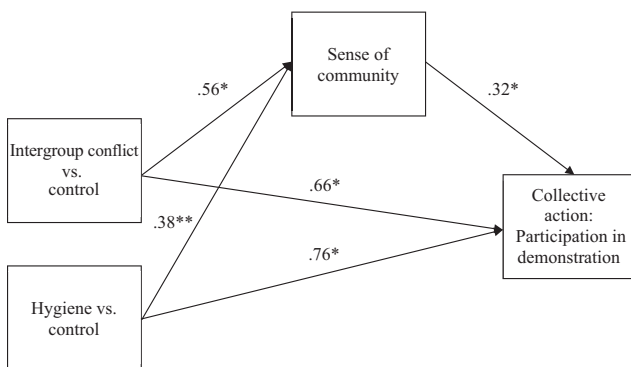 Sense of
community
.56*
.32*
Intergroup conflict
vs.
control
.66*
.38**
Collective
action:
Participation in
demonstration
.76*
Hygiene vs.
control